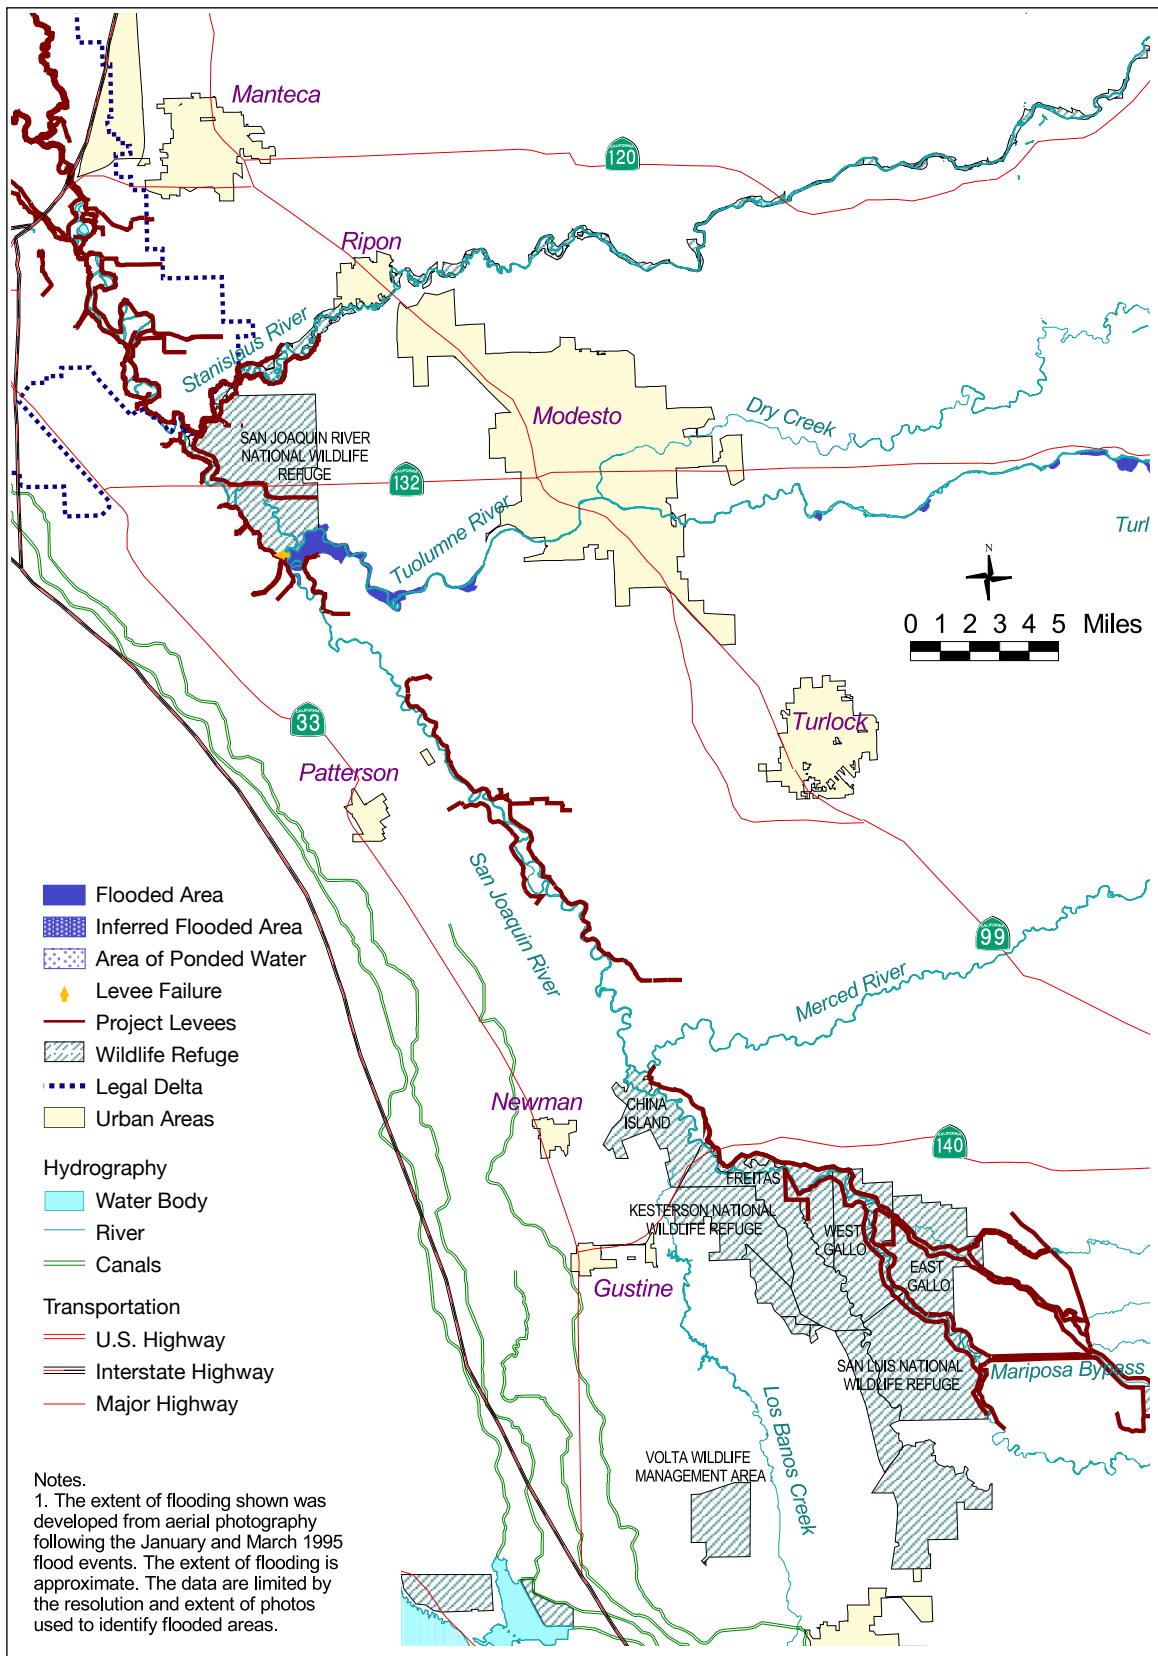 Manteca
CALIFORNIA
120
Ripon
Stanislaus River
Modesto
Dry Creek
SAN JOAQUIN RIVER
NATIONAL WILDLIFE
REFUGE
CALIFORNIA
132
Tuolumne River
Turl
N
0 1 2 3 4 5 Miles
CALIFORNIA
33
Turlock
Patterson
San Joaquin River
CALIFORNIA
99
Merced River
Flooded Area
Inferred Flooded Area
Area of Ponded Water
Levee Failure
Project Levees
Wildlife Refuge
Legal Delta
Urban Areas
Hydrography
Water Body
River
Canals
Transportation
U.S. Highway
Interstate Highway
Major Highway
Newman
CHINA
ISLAND
CALIFORNIA
140
FREITAS
KESTERSON NATIONAL
WILDLIFE REFUGE
WEST
GALLO
EAST
GALLO
Gustine
SAN LUIS NATIONAL
WILDLIFE REFUGE
Mariposa Bypass
Los Banos Creek
VOLTA WILDLIFE
MANAGEMENT AREA
Notes.
1. The extent of flooding shown was
developed from aerial photography
following the January and March 1995
flood events. The extent of flooding is
approximate. The data are limited by
the resolution and extent of photos
used to identify flooded areas.